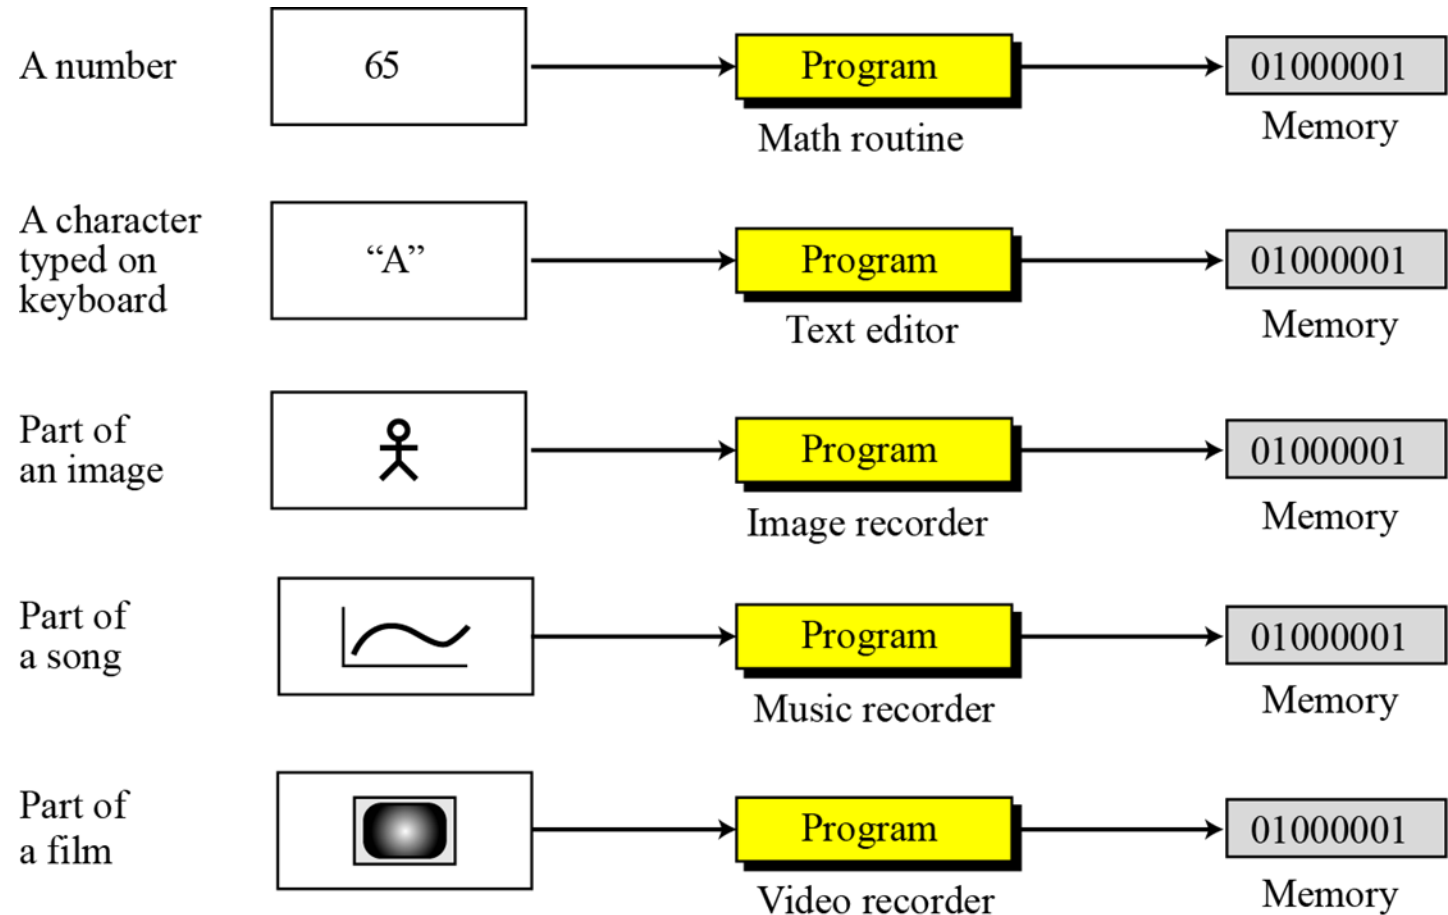 A number
65
Program
01000001
Math routine
Memory
A character
typed on
keyboard
“A”
Program
01000001
Text editor
Memory
Part of
an image
Program
01000001
Image recorder
Memory
Part of
a song
Program
01000001
Music recorder
Memory
Part of
a film
Program
01000001
Video recorder
Memory